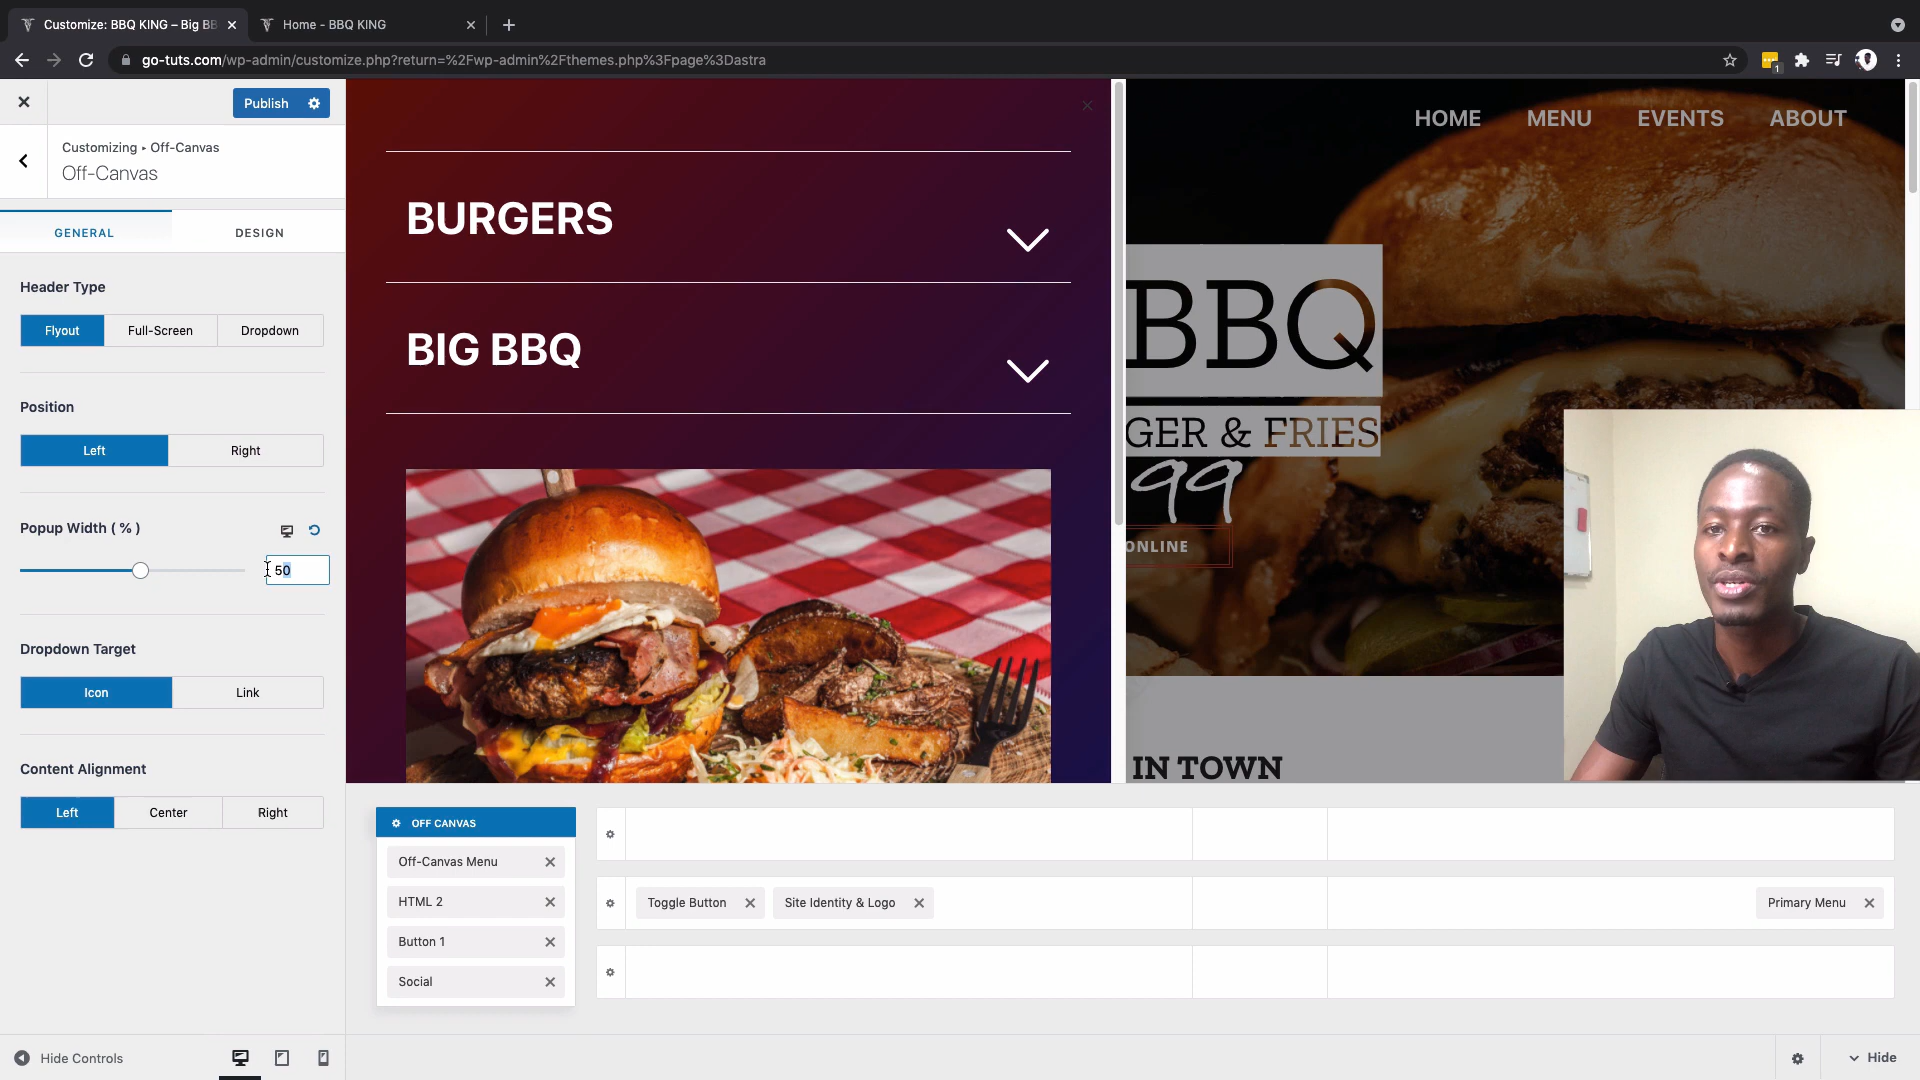 Customize: BBQ KING – Big BB
Home - BBQ KING
go-tuts.com/wp-admin/customize.php?return=%2Fwp-admin%2Fthemes.php%3Fpage%3Dastra
1
Publish
Customizing ▸ Off-Canvas
Off-Canvas
GENERAL
DESIGN
Header Type
Flyout
Full-Screen
Dropdown
Position
Left
Right
Popup Width ( % )
50
Dropdown Target
Icon
Link
Content Alignment
Left
Center
Right
Hide Controls
BURGERS
BIG BBQ
HOME
MENU
EVENTS
ABOUT
BBQ
GER & FRIES
99
ONLINE
IN TOWN
OFF CANVAS
Off-Canvas Menu
HTML 2
Button 1
Social
Toggle Button
Site Identity & Logo
Primary Menu
Hide